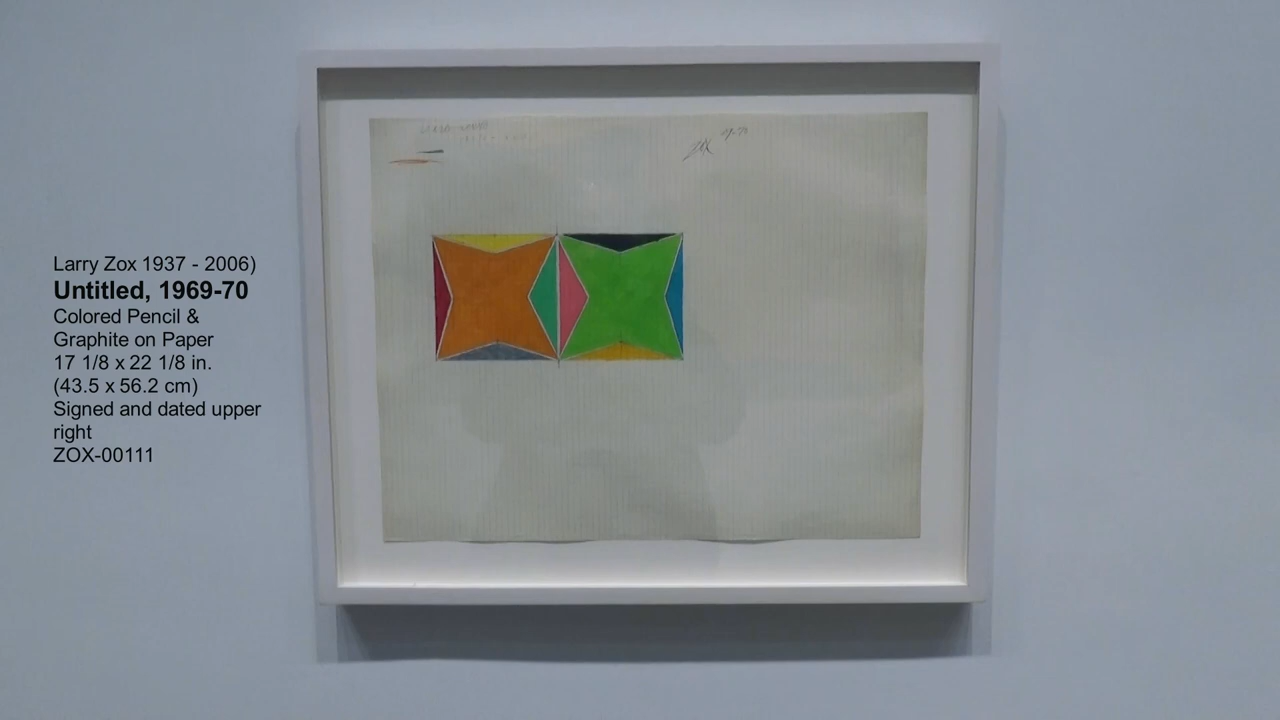 Larry Zox 1937 - 2006)
Untitled, 1969-70
Colored Pencil &
Graphite on Paper
17 1/8 x 22 1/8 in.
(43.5 x 56.2 cm)
Signed and dated upper
right
ZOX-00111
ZOX